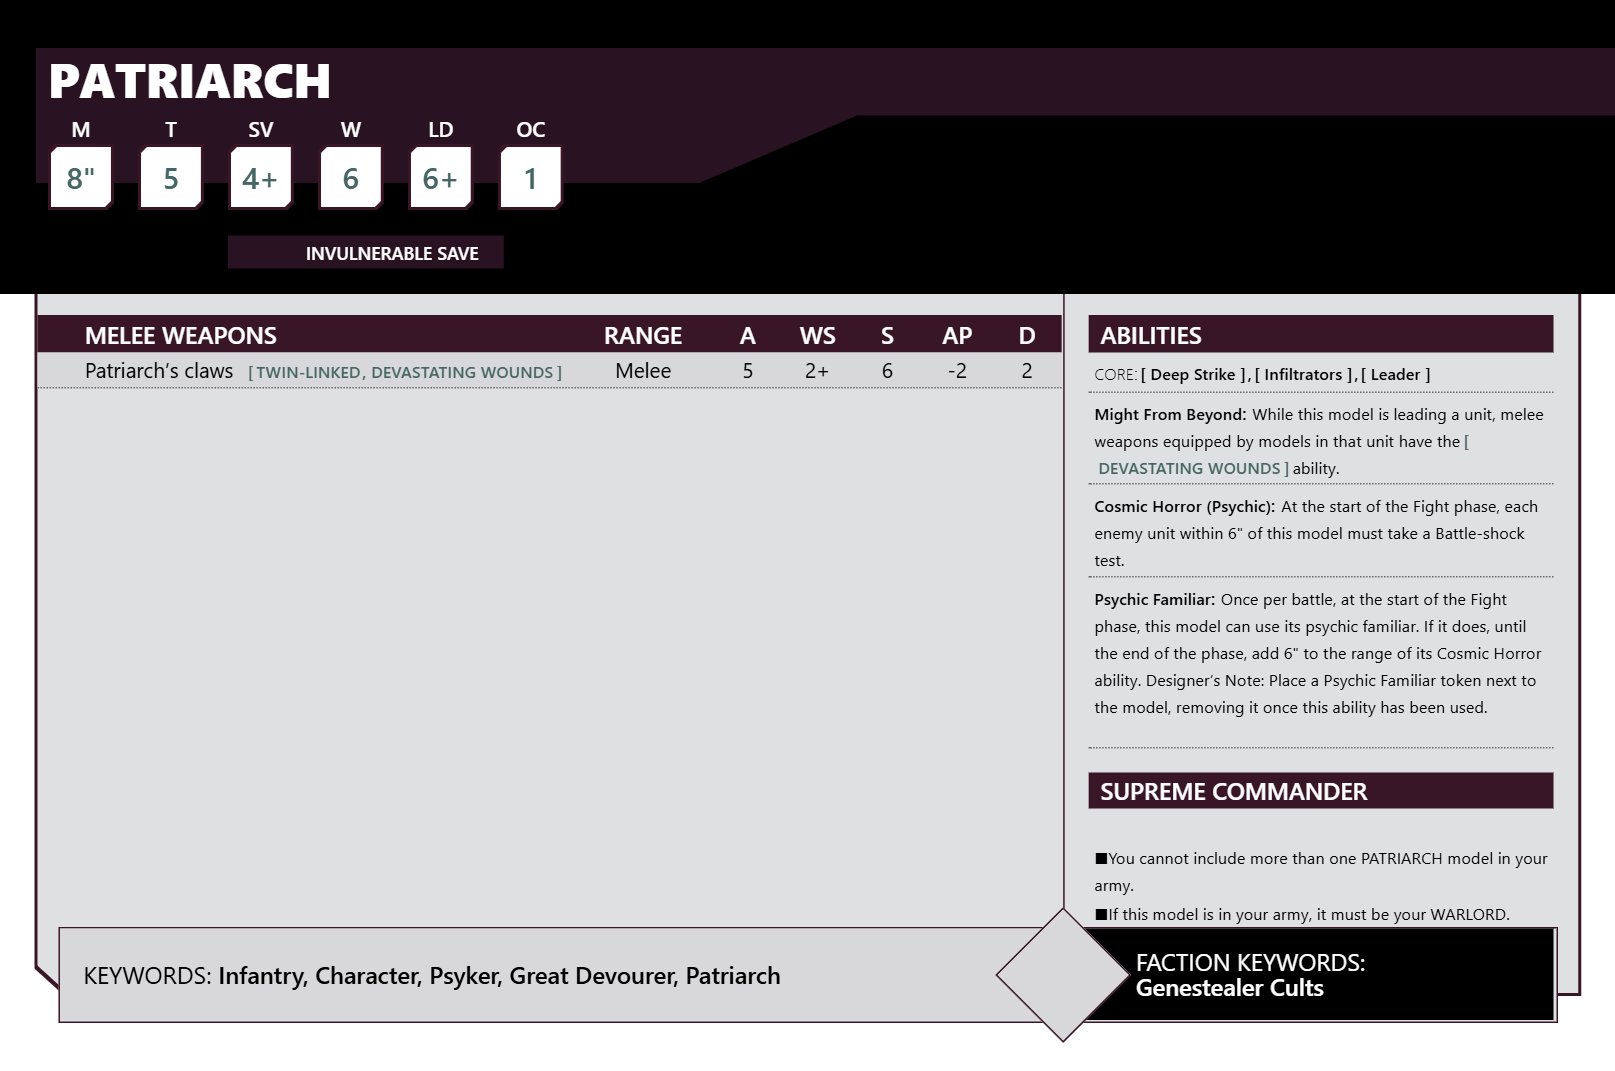 PATRIARCH
M T SV W LD OC
8" 5 4+ 6 6+ 1
INVULNERABLE SAVE
MELEE WEAPONS RANGE A WS S AP D
Patriarch’s claws [ TWIN-LINKED, DEVASTATING WOUNDS ] Melee 5 2+ 6 -2 2
ABILITIES
CORE: [ Deep Strike ] , [ Infiltrators ] , [ Leader ]
Might From Beyond: While this model is leading a unit, melee
weapons equipped by models in that unit have the [
DEVASTATING WOUNDS ] ability.
Cosmic Horror (Psychic): At the start of the Fight phase, each
enemy unit within 6" of this model must take a Battle-shock
test.
Psychic Familiar: Once per battle, at the start of the Fight
phase, this model can use its psychic familiar. If it does, until
the end of the phase, add 6" to the range of its Cosmic Horror
ability. Designer’s Note: Place a Psychic Familiar token next to
the model, removing it once this ability has been used.
SUPREME COMMANDER
■You cannot include more than one PATRIARCH model in your
army.
■If this model is in your army, it must be your WARLORD.
KEYWORDS: Infantry, Character, Psyker, Great Devourer, Patriarch
FACTION KEYWORDS:
Genestealer Cults